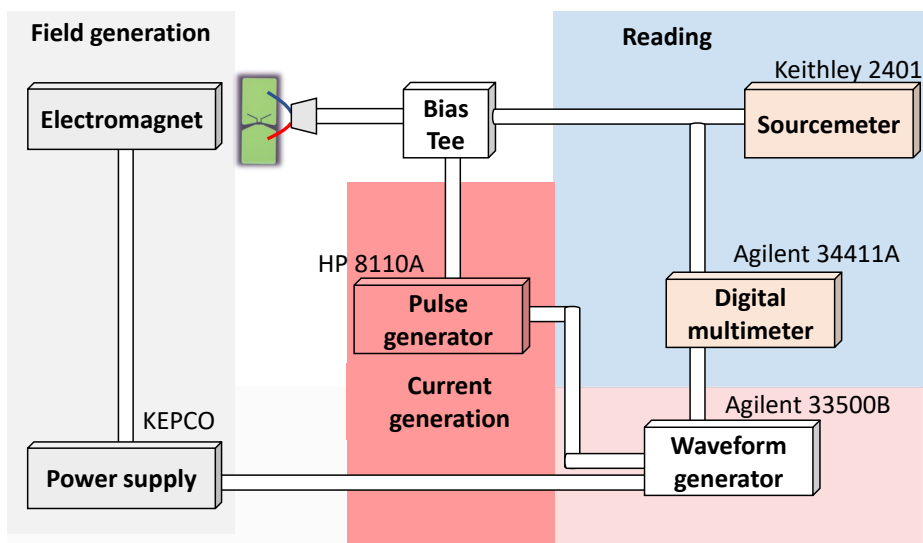 Field generation
Reading
Keithley 2401
Electromagnet
Bias
Tee
Sourcemeter
HP 8110A
Agilent 34411A
Pulse
generator
Digital
multimeter
Current
generation
KEPCO
Agilent 33500B
Power supply
Waveform
generator